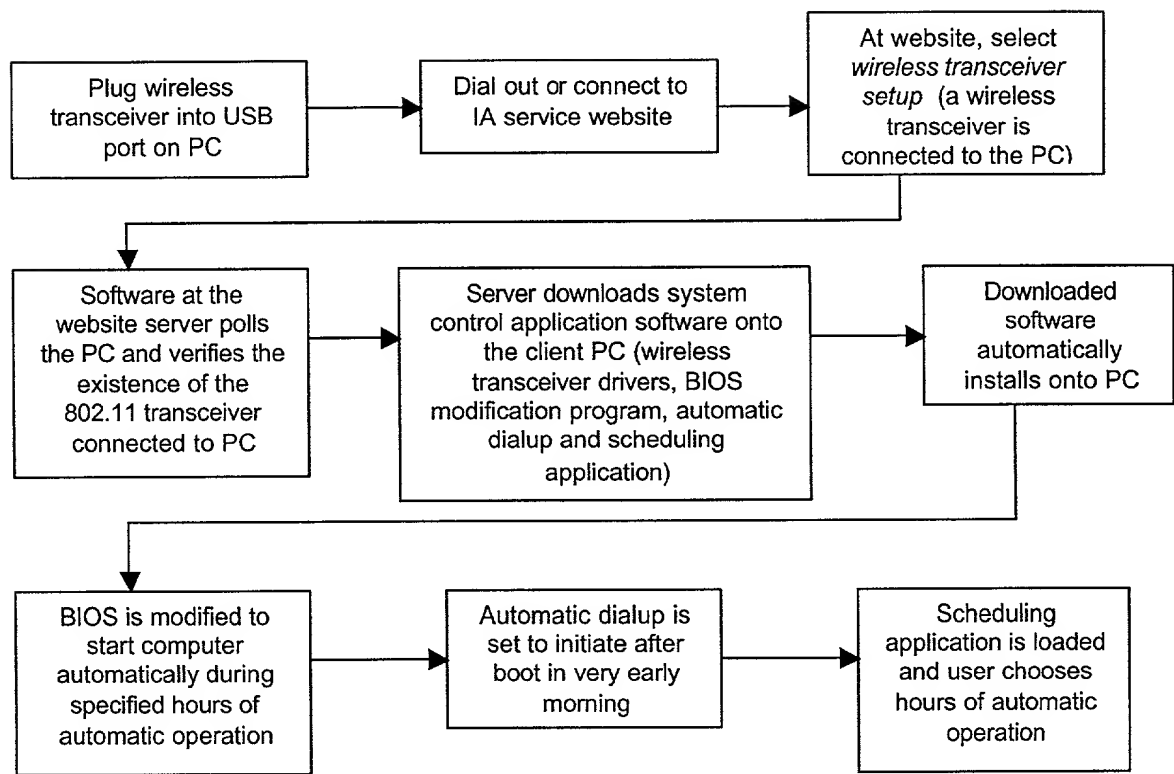 Plug wireless
transceiver into USB
port on PC
Dial out or connect to
IA service website
At website, select
wireless transceiver
setup (a wireless
transceiver is
connected to the PC)
Software at the
website server polls
the PC and verifies the
existence of the
802.11 transceiver
connected to PC
Server downloads system
control application software onto
the client PC (wireless
transceiver drivers, BIOS
modification program, automatic
dialup and scheduling
application)
Downloaded
software
automatically
installs onto PC
BIOS is modified to
start computer
automatically during
specified hours of
automatic operation
Automatic dialup is
set to initiate after
boot in very early
morning
Scheduling
application is loaded
and user chooses
hours of automatic
operation